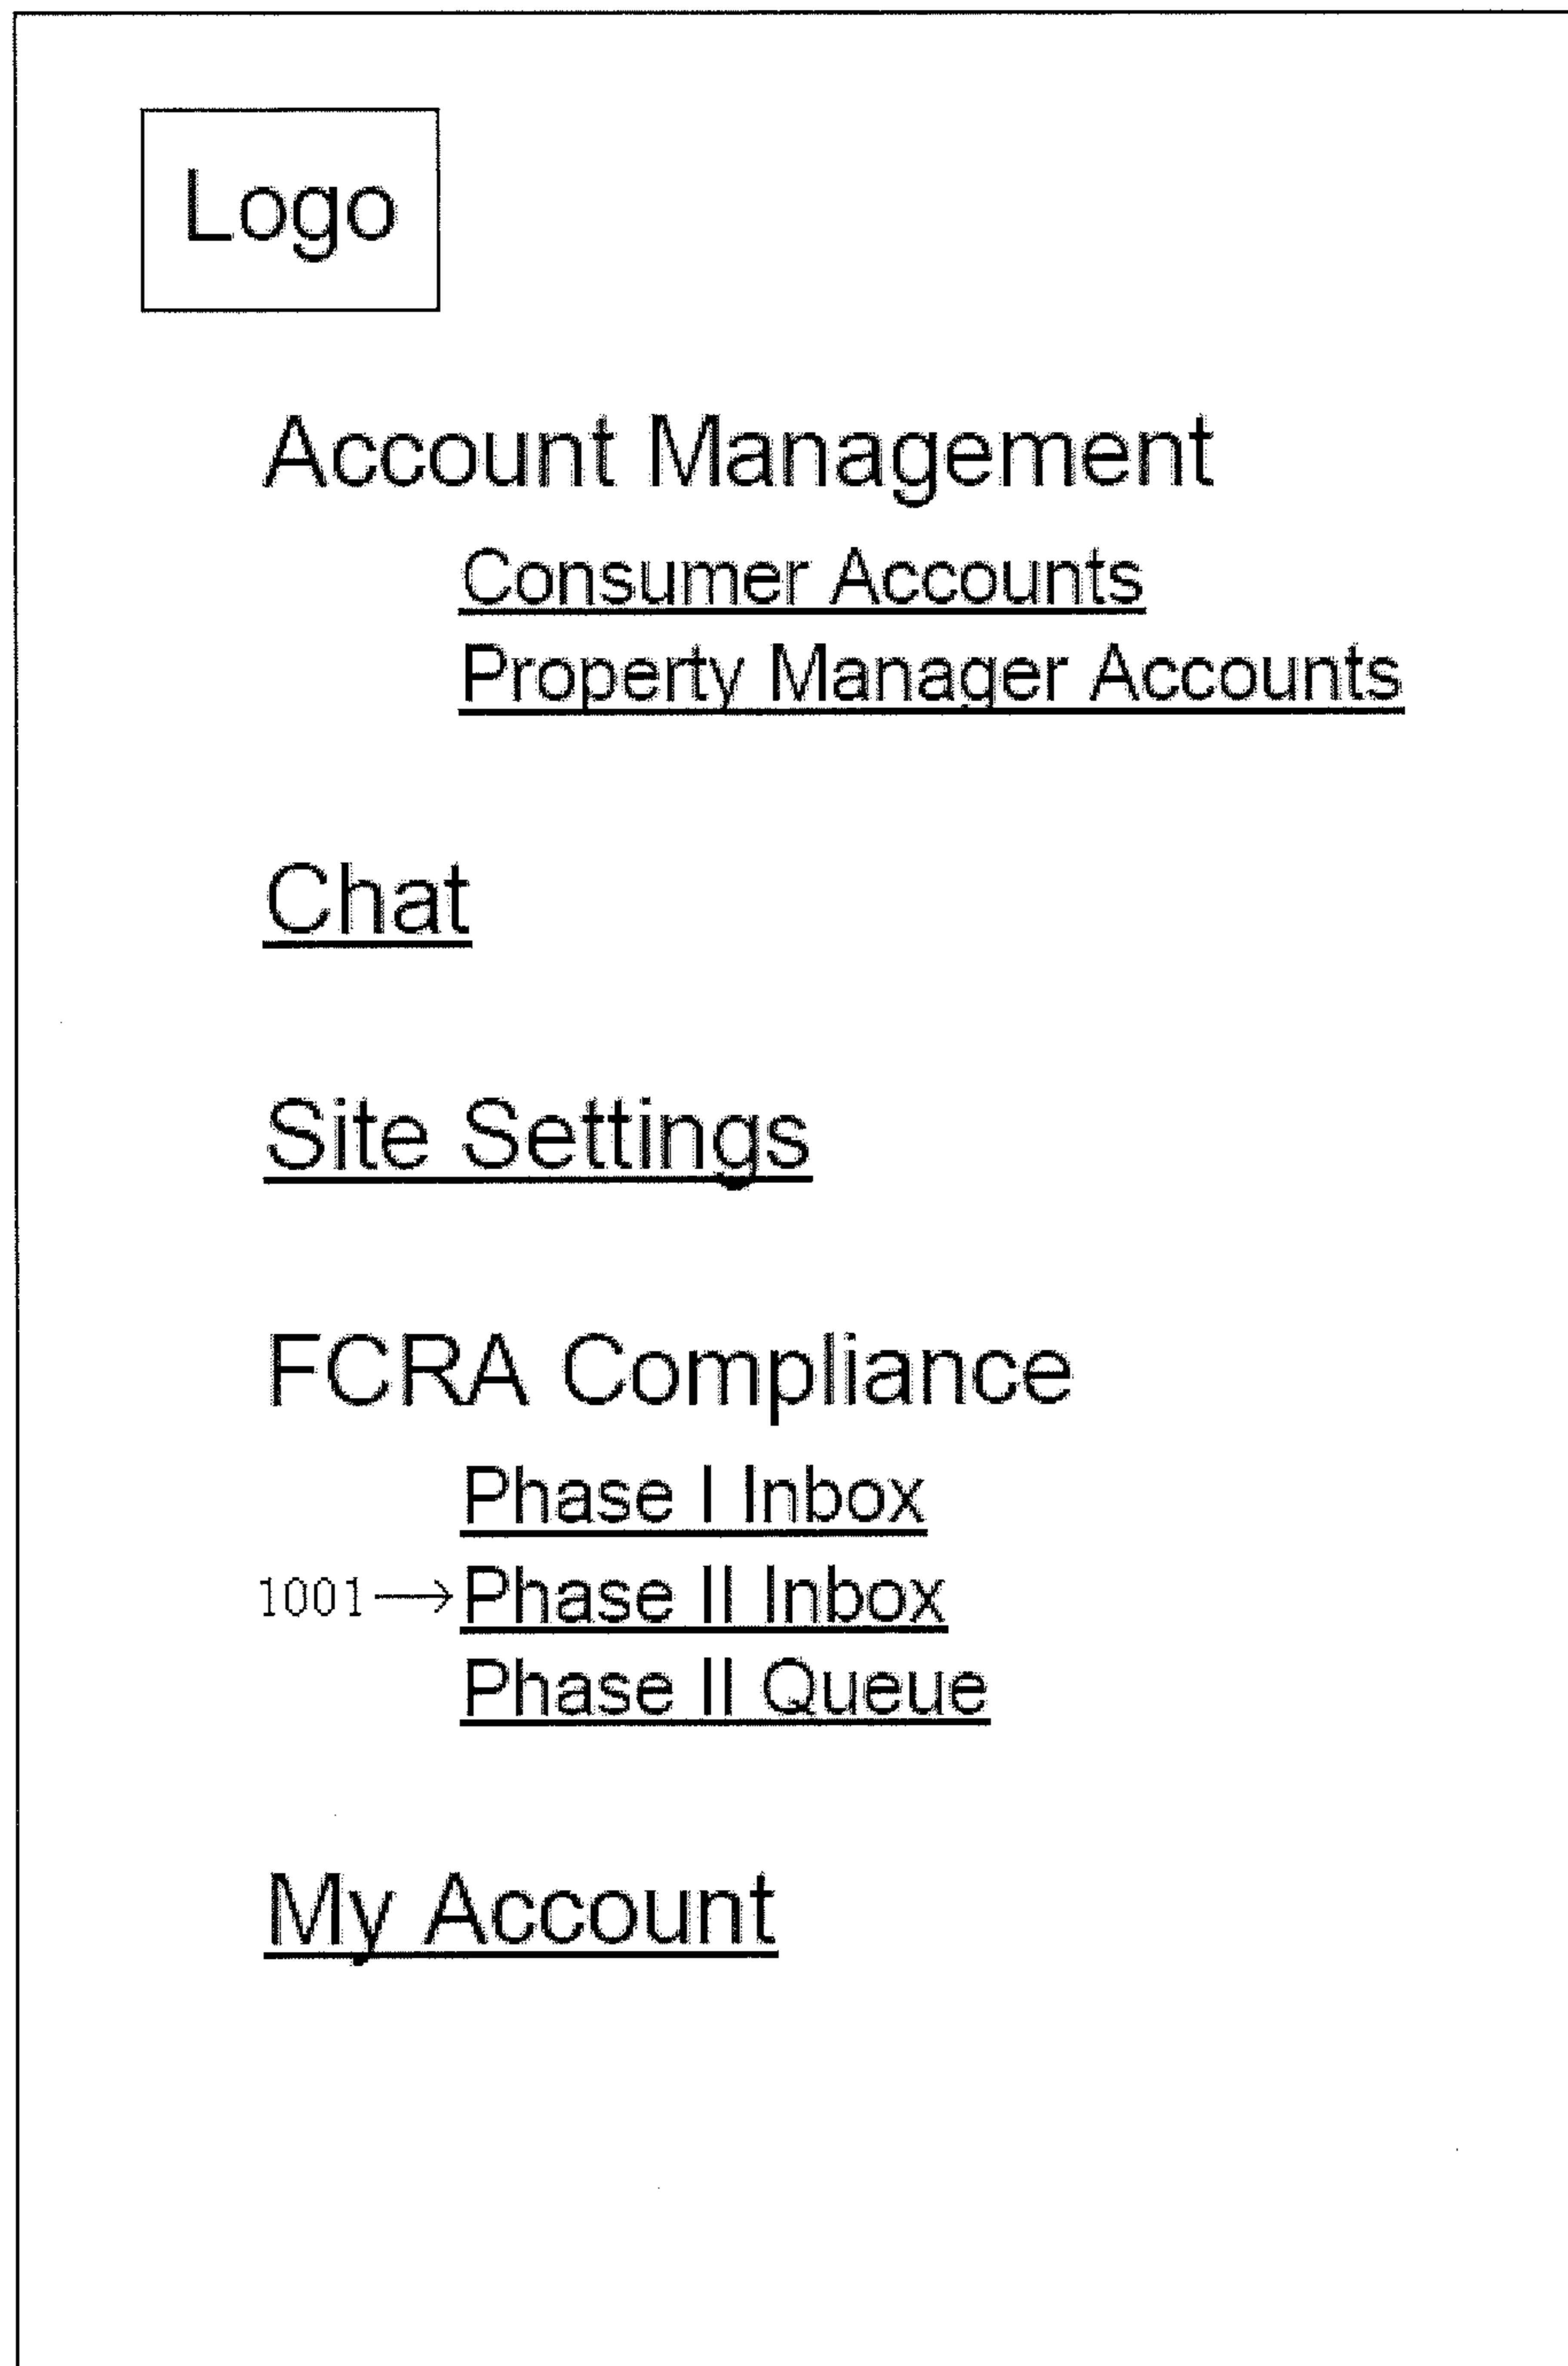 Logo
Account Management
Consumer Accounts
Property Manager Accounts
Chat
Site Settings
FCRA Compliance
Phase I Inbox
1001 → Phase II Inbox
Phase II Queue
My Account